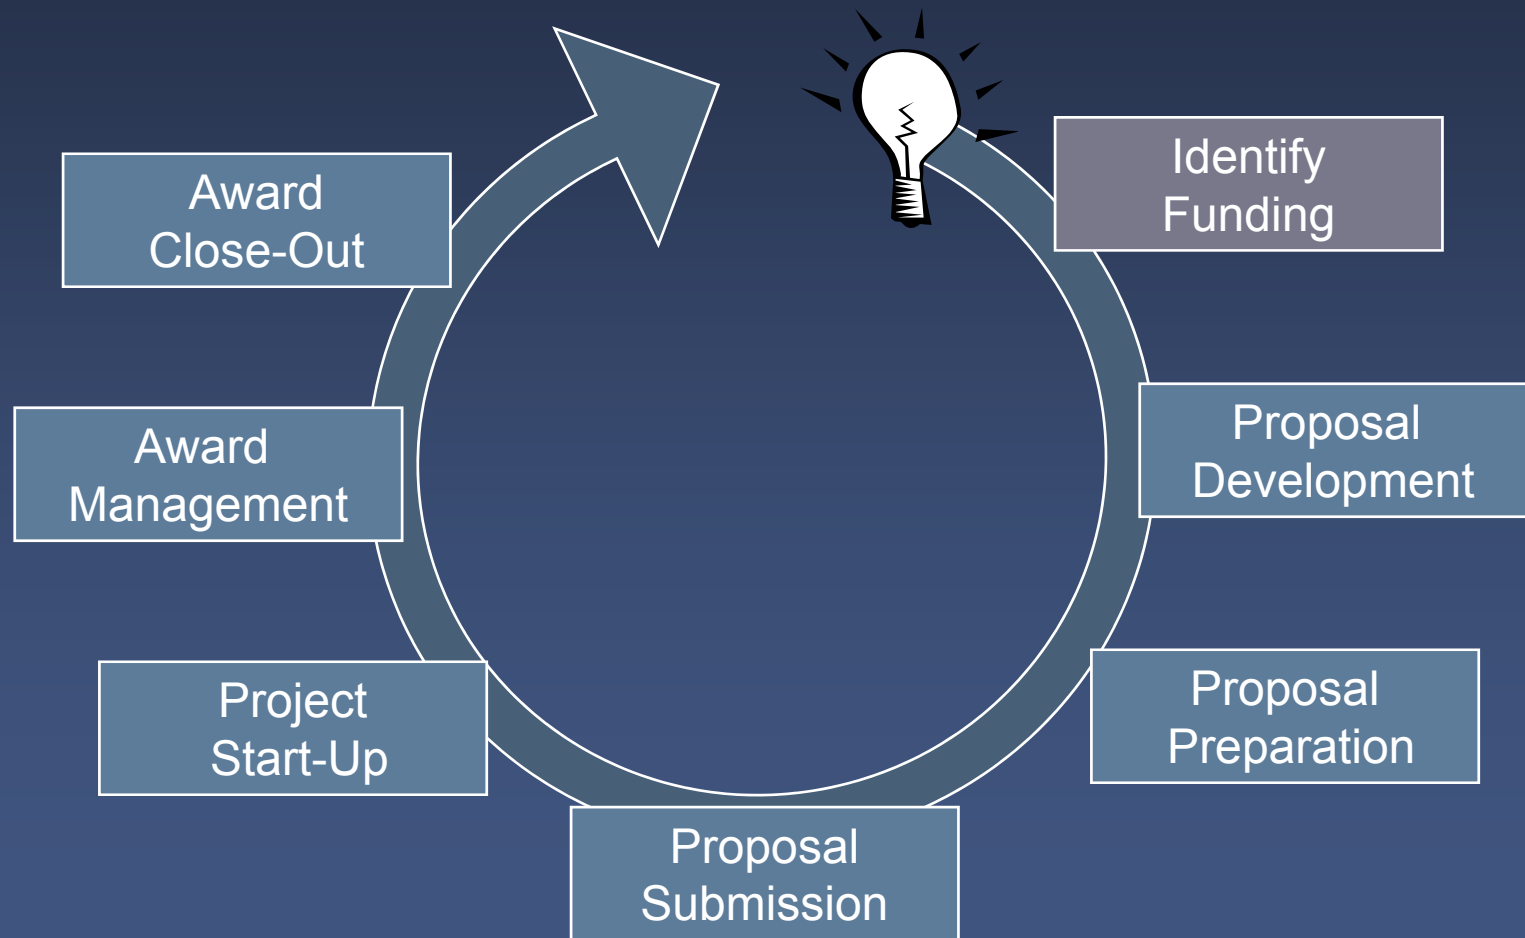 Identify
Funding
Proposal
Development
Proposal
Preparation
Proposal
Submission
Project
Start-Up
Award
Management
Award
Close-Out